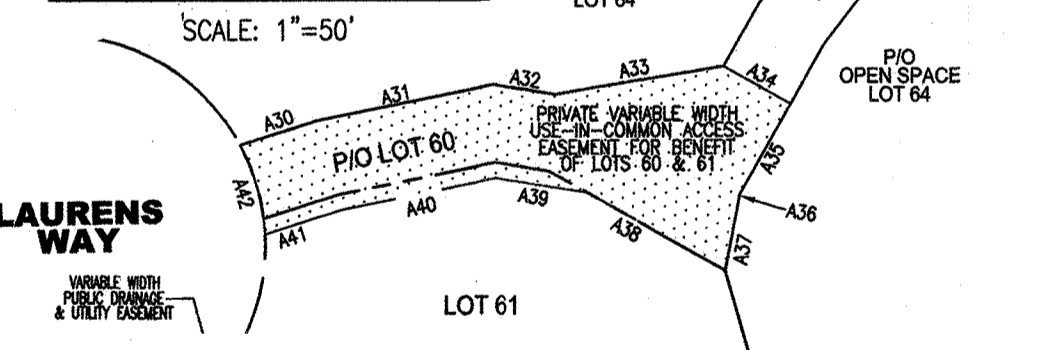 LOT 64
'SCALE: 1"=50'
P/O
OPEN SPACE
LOT 64
A30
A31
A32
A33
A34
A35
A36
A37
A38
A39
A40
A41
A42
PRIVATE VARIABLE WIDTH
USE-IN-COMMON ACCESS
EASEMENT FOR BENEFIT
OF LOTS 60 & 61
P/O LOT 60
LAURENS
WAY
VARIABLE WIDTH
PUBLIC DRAINAGE
& UTILITY EASEMENT
LOT 61